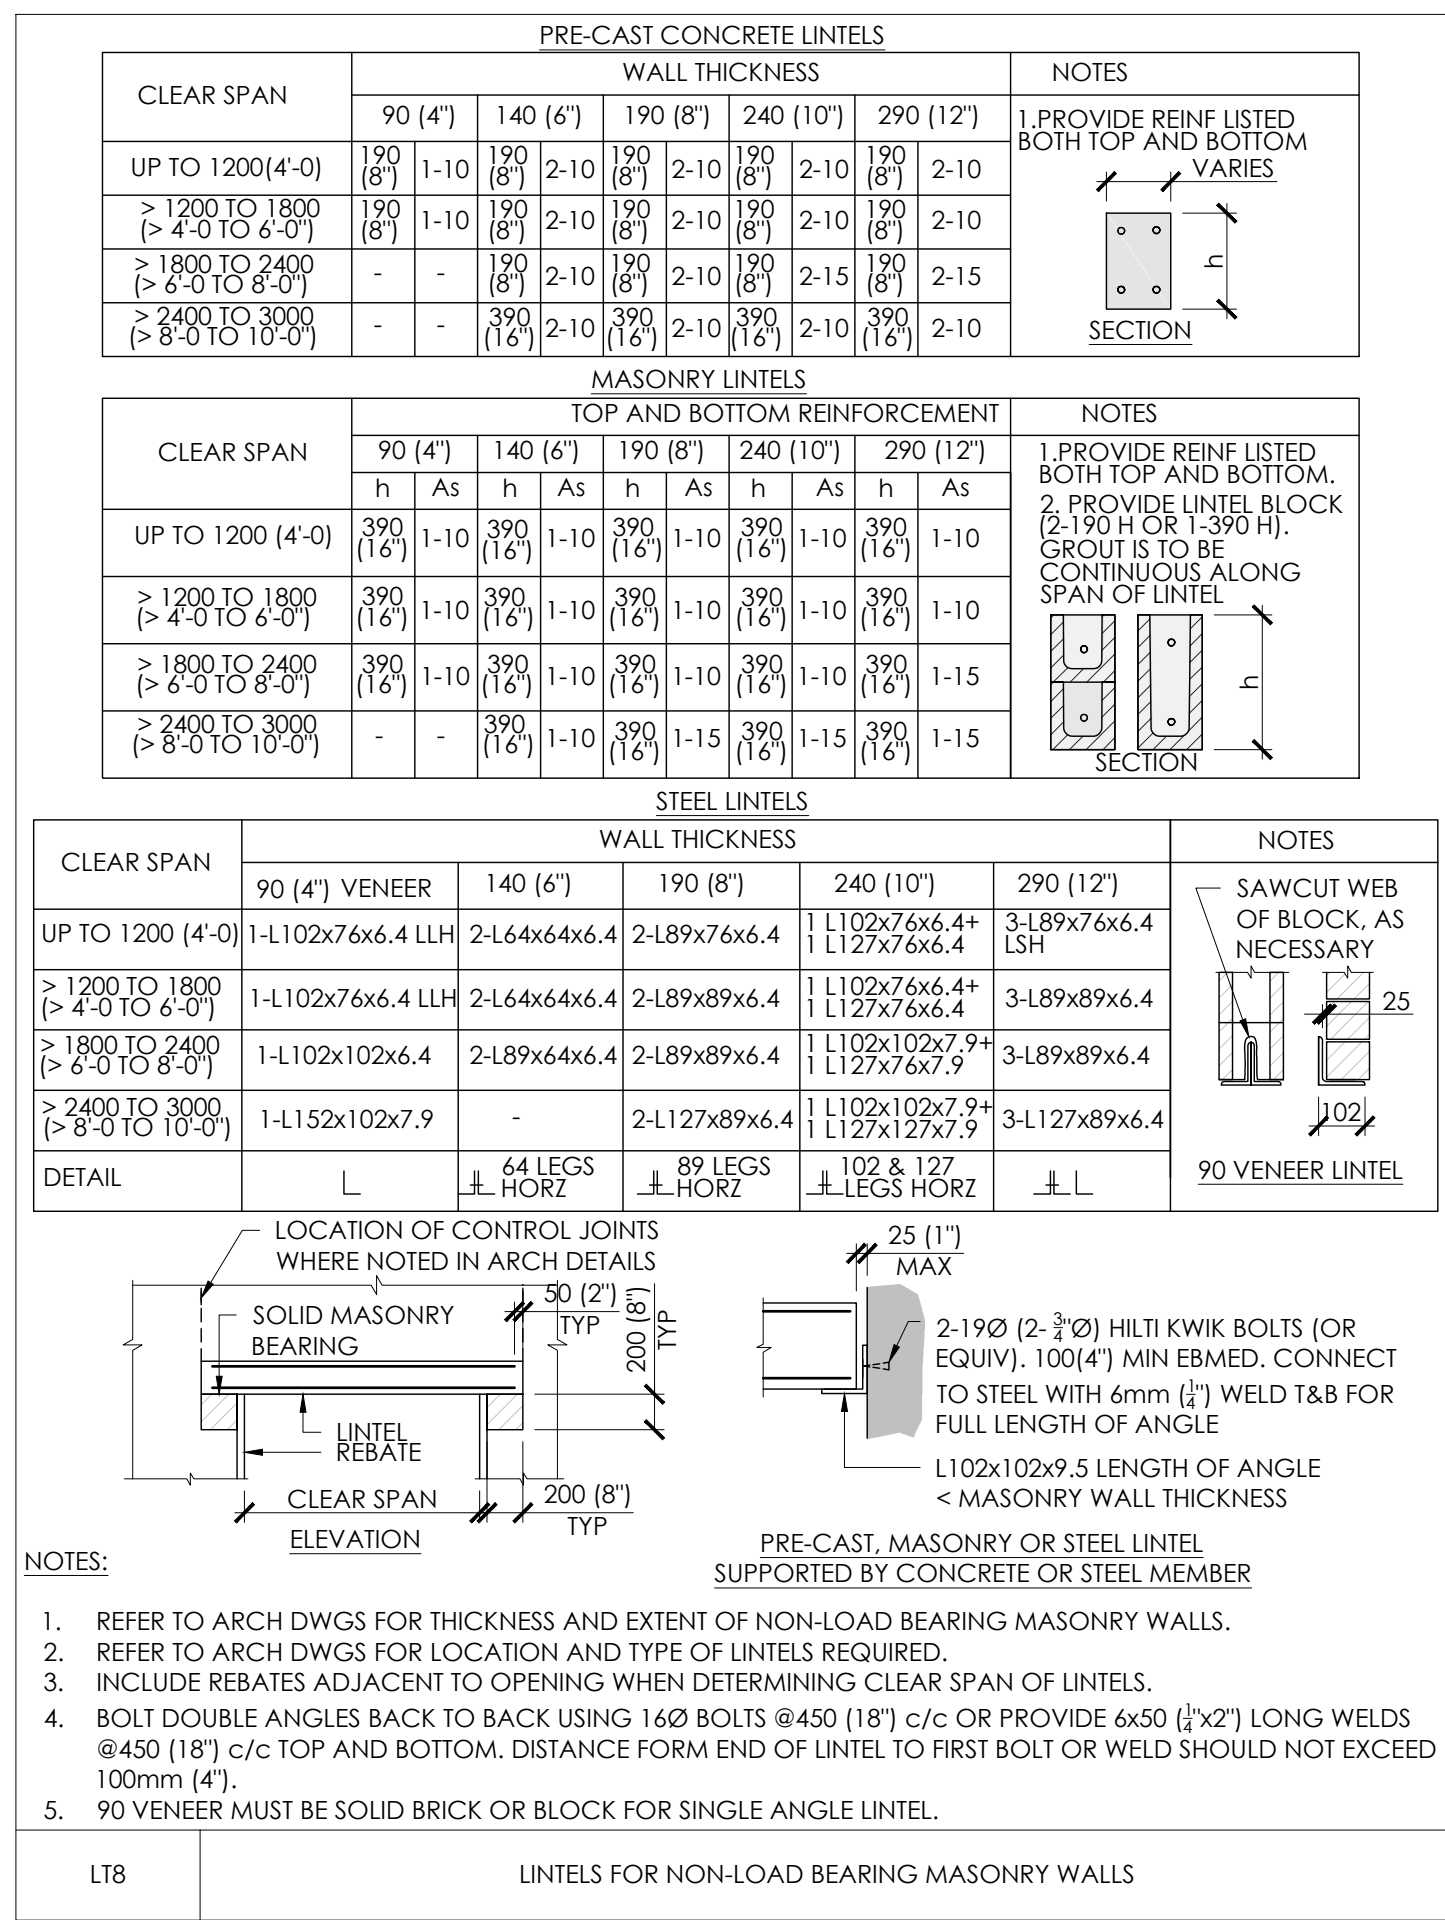 PRE-CAST CONCRETE LINTELS
CLEAR SPAN WALL THICKNESS NOTES
90 (4") 140 (6") 190 (8") 240 (10") 290 (12")
UP TO 1200(4'-0) 190 (8") 1-10 190 (8") 2-10 190 (8") 2-10 190 (8") 2-10 190 (8") 2-10
> 1200 TO 1800 (> 4'-0 TO 6'-0") 190 (8") 1-10 190 (8") 2-10 190 (8") 2-10 190 (8") 2-10 190 (8") 2-10
> 1800 TO 2400 (> 6'-0 TO 8'-0") - - 190 (8") 2-10 190 (8") 2-10 190 (8") 2-15 190 (8") 2-15
> 2400 TO 3000 (> 8'-0 TO 10'-0") - - 390 (16") 2-10 390 (16") 2-10 390 (16") 2-10 390 (16") 2-10
1.PROVIDE REINF LISTED
BOTH TOP AND BOTTOM
VARIES
h
SECTION
MASONRY LINTELS
CLEAR SPAN TOP AND BOTTOM REINFORCEMENT NOTES
90 (4") 140 (6") 190 (8") 240 (10") 290 (12")
h As h As h As h As h As
UP TO 1200 (4'-0) 390 (16") 1-10 390 (16") 1-10 390 (16") 1-10 390 (16") 1-10 390 (16") 1-10
> 1200 TO 1800 (> 4'-0 TO 6'-0") 390 (16") 1-10 390 (16") 1-10 390 (16") 1-10 390 (16") 1-10 390 (16") 1-10
> 1800 TO 2400 (> 6'-0 TO 8'-0") 390 (16") 1-10 390 (16") 1-10 390 (16") 1-10 390 (16") 1-10 390 (16") 1-15
> 2400 TO 3000 (> 8'-0 TO 10'-0") - - 390 (16") 1-10 390 (16") 1-15 390 (16") 1-15 390 (16") 1-15
1.PROVIDE REINF LISTED
BOTH TOP AND BOTTOM.
2. PROVIDE LINTEL BLOCK
(2-190 H OR 1-390 H).
GROUT IS TO BE
CONTINUOUS ALONG
SPAN OF LINTEL
h
SECTION
STEEL LINTELS
CLEAR SPAN WALL THICKNESS NOTES
90 (4") VENEER 140 (6") 190 (8") 240 (10") 290 (12")
UP TO 1200 (4'-0) 1-L102x76x6.4 LLH 2-L64x64x6.4 2-L89x76x6.4 1 L102x76x6.4+ 1 L127x76x6.4 3-L89x76x6.4 LSH
> 1200 TO 1800 (> 4'-0 TO 6'-0") 1-L102x76x6.4 LLH 2-L64x64x6.4 2-L89x89x6.4 1 L102x76x6.4+ 1 L127x76x6.4 3-L89x89x6.4
> 1800 TO 2400 (> 6'-0 TO 8'-0") 1-L102x102x6.4 2-L89x64x6.4 2-L89x89x6.4 1 L102x102x7.9+ 1 L127x76x7.9 3-L89x89x6.4
> 2400 TO 3000 (> 8'-0 TO 10'-0") 1-L152x102x7.9 - 2-L127x89x6.4 1 L102x102x7.9+ 1 L127x127x7.9 3-L127x89x6.4
DETAIL 64 LEGS HORZ 89 LEGS HORZ 102 & 127 LEGS HORZ
SAWCUT WEB
OF BLOCK, AS
NECESSARY
25
102
90 VENEER LINTEL
LOCATION OF CONTROL JOINTS
WHERE NOTED IN ARCH DETAILS
SOLID MASONRY
BEARING
50 (2")
TYP
200 (8")
TYP
LINTEL
REBATE
CLEAR SPAN
200 (8")
TYP
ELEVATION
25 (1")
MAX
2-19Ø (2- 3/4"Ø) HILTI KWIK BOLTS (OR
EQUIV). 100(4") MIN EBMED. CONNECT
TO STEEL WITH 6mm (1/4") WELD T&B FOR
FULL LENGTH OF ANGLE
L102x102x9.5 LENGTH OF ANGLE
< MASONRY WALL THICKNESS
PRE-CAST, MASONRY OR STEEL LINTEL
SUPPORTED BY CONCRETE OR STEEL MEMBER
NOTES:
1. REFER TO ARCH DWGS FOR THICKNESS AND EXTENT OF NON-LOAD BEARING MASONRY WALLS.
2. REFER TO ARCH DWGS FOR LOCATION AND TYPE OF LINTELS REQUIRED.
3. INCLUDE REBATES ADJACENT TO OPENING WHEN DETERMINING CLEAR SPAN OF LINTELS.
4. BOLT DOUBLE ANGLES BACK TO BACK USING 16Ø BOLTS @450 (18") c/c OR PROVIDE 6x50 (1/4"x2") LONG WELDS
@450 (18") c/c TOP AND BOTTOM. DISTANCE FORM END OF LINTEL TO FIRST BOLT OR WELD SHOULD NOT EXCEED
100mm (4").
5. 90 VENEER MUST BE SOLID BRICK OR BLOCK FOR SINGLE ANGLE LINTEL.
LT8 LINTELS FOR NON-LOAD BEARING MASONRY WALLS